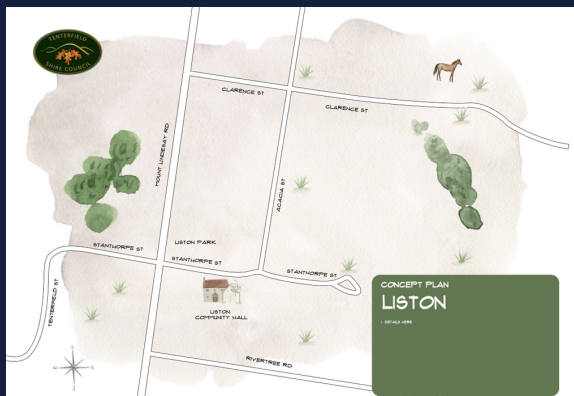 TENTERFIELD
SHIRE COUNCIL
CLARENCE ST
CLARENCE ST
MOUNT LINDESAY RD
ACACIA ST
LISTON PARK
STANTHORPE ST
STANTHORPE ST
STANTHORPE ST
TENTERFIELD ST
LISTON
COMMUNITY HALL
RIVERTREE RD
CONCEPT PLAN
LISTON
1 DETAILS HERE